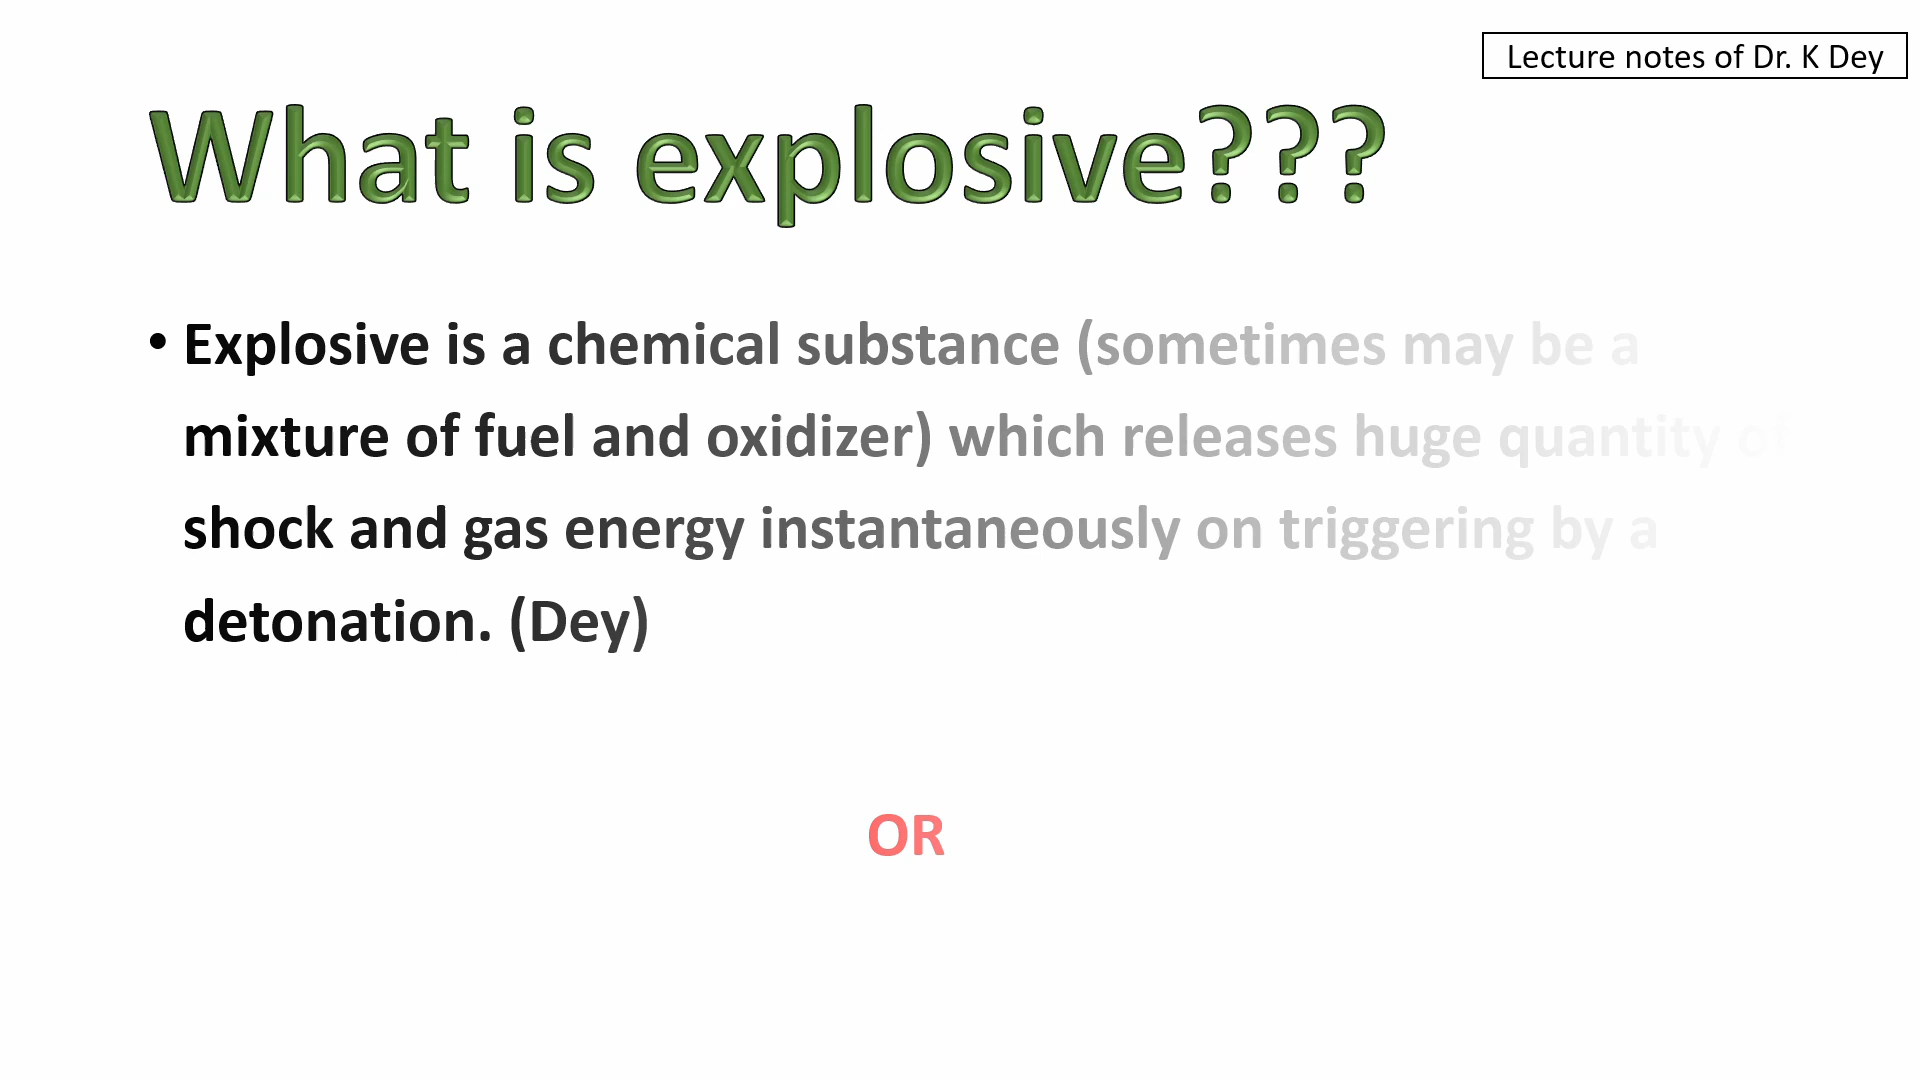 Lecture notes of Dr. K Dey
What is explosive???
• Explosive is a chemical substance (sometimes may be a
mixture of fuel and oxidizer) which releases huge quantity of
shock and gas energy instantaneously on triggering by a
detonation. (Dey)
OR